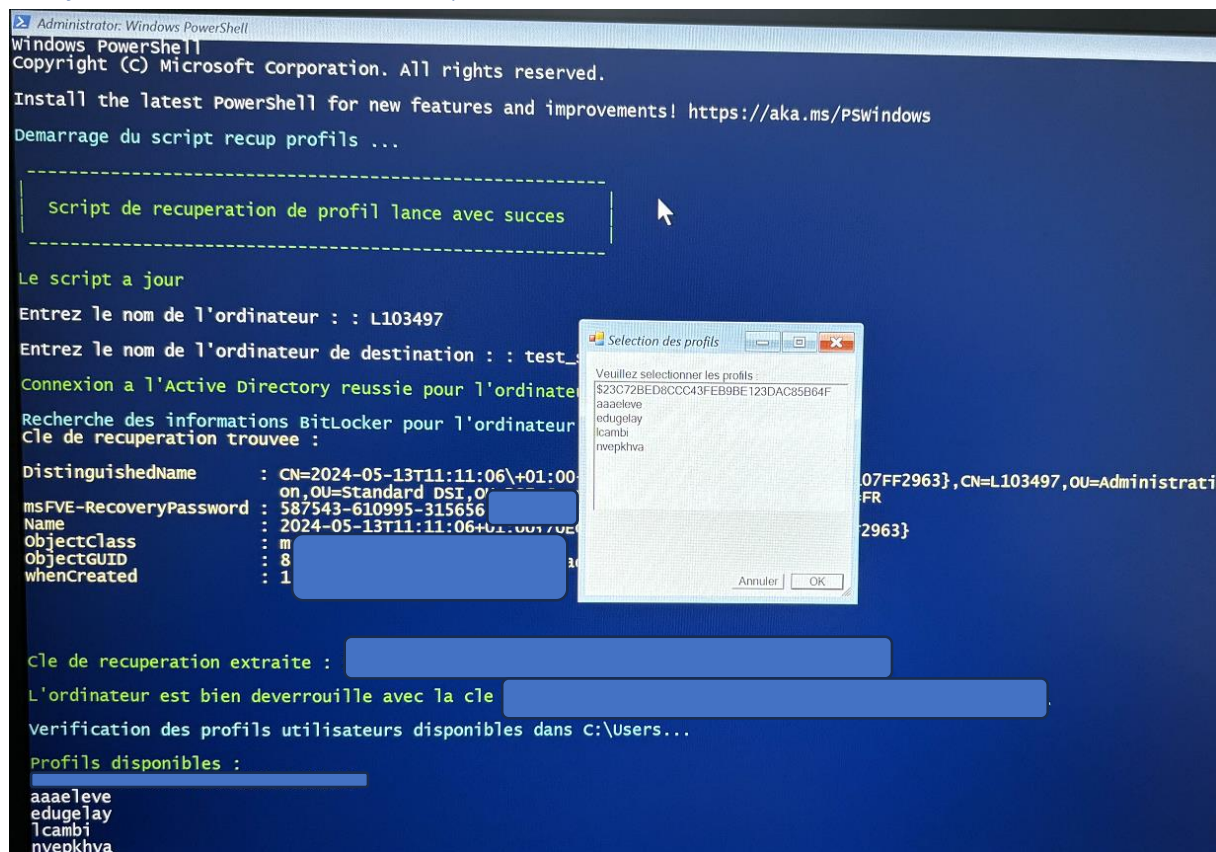 Administrator: Windows PowerShell
Windows PowerShell
Copyright (C) Microsoft Corporation. All rights reserved.
Install the latest PowerShell for new features and improvements! https://aka.ms/PSWindows
Demarrage du script recup profils ...
Script de recuperation de profil lance avec succes
Le script a jour
Entrez le nom de l'ordinateur : : L103497
Entrez le nom de l'ordinateur de destination : : test_
Connexion a l'Active Directory reussie pour l'ordinate
Recherche des informations BitLocker pour l'ordinateur
Cle de recuperation trouvee :
DistinguishedName : CN=2024-05-13T11:11:06\+01:00- 07FF2963},CN=L103497,OU=Administrati
on,OU=Standard DSI, =FR
msFVE-RecoveryPassword : 587543-610995-315656
Name : 2024-05-13T11:11:06+01:00 2963}
ObjectClass : m
ObjectGUID : 8
whenCreated : 1
Selection des profils
Veuillez selectionner les profils :
$23C72BED8CCC43FEB9BE123DAC85B64F
aaaeleve
edugelay
lcambi
nvepkhva
Annuler OK
Cle de recuperation extraite :
L'ordinateur est bien deverrouille avec la cle .
Verification des profils utilisateurs disponibles dans C:\Users...
Profils disponibles :
aaaeleve
edugelay
lcambi
nvepkhva